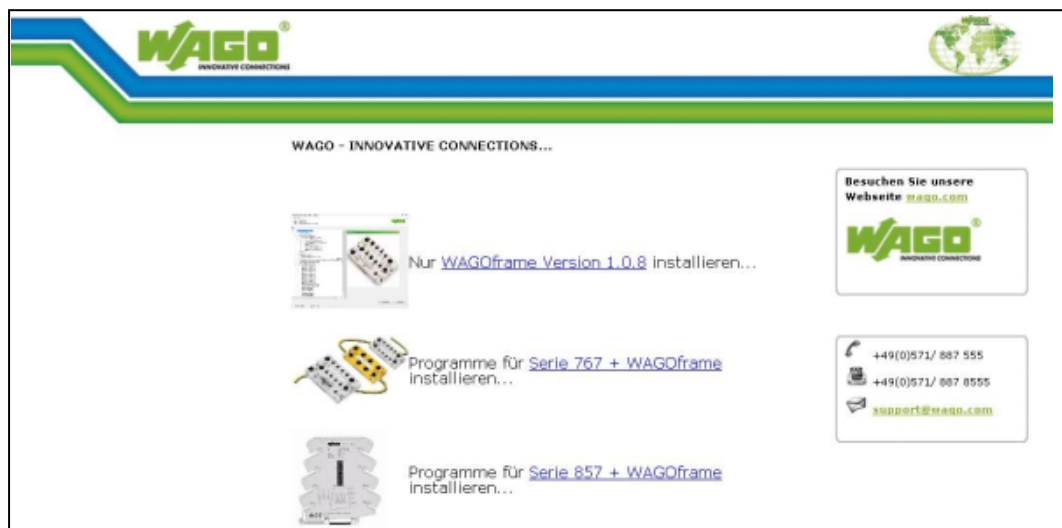 WAGO®
INNOVATIVE CONNECTIONS
WAGO
WAGO - INNOVATIVE CONNECTIONS...
Nur WAGOframe Version 1.0.8 installieren...
Programme für Serie 767 + WAGOframe
installieren...
Programme für Serie 857 + WAGOframe
installieren...
Besuchen Sie unsere
Webseite wago.com
WAGO®
INNOVATIVE CONNECTIONS
+49(0)571/ 887 555
+49(0)571/ 887 8555
support@wago.com